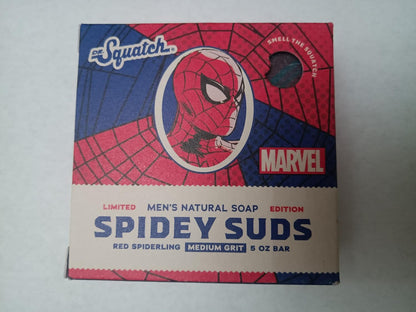 DR. Squatch®
SMELL THE SQUATCH
MARVEL
LIMITED MEN'S NATURAL SOAP EDITION
SPIDEY SUDS
RED SPIDERLING MEDIUM GRIT 5 OZ BAR